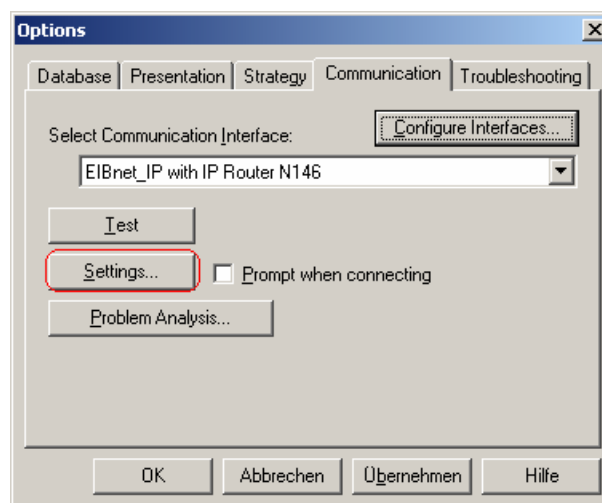 Options
Database Presentation Strategy Communication Troubleshooting
Select Communication Interface: Configure Interfaces...
EIBnet_IP with IP Router N146
Test
Settings... Prompt when connecting
Problem Analysis...
OK Abbrechen Übernehmen Hilfe